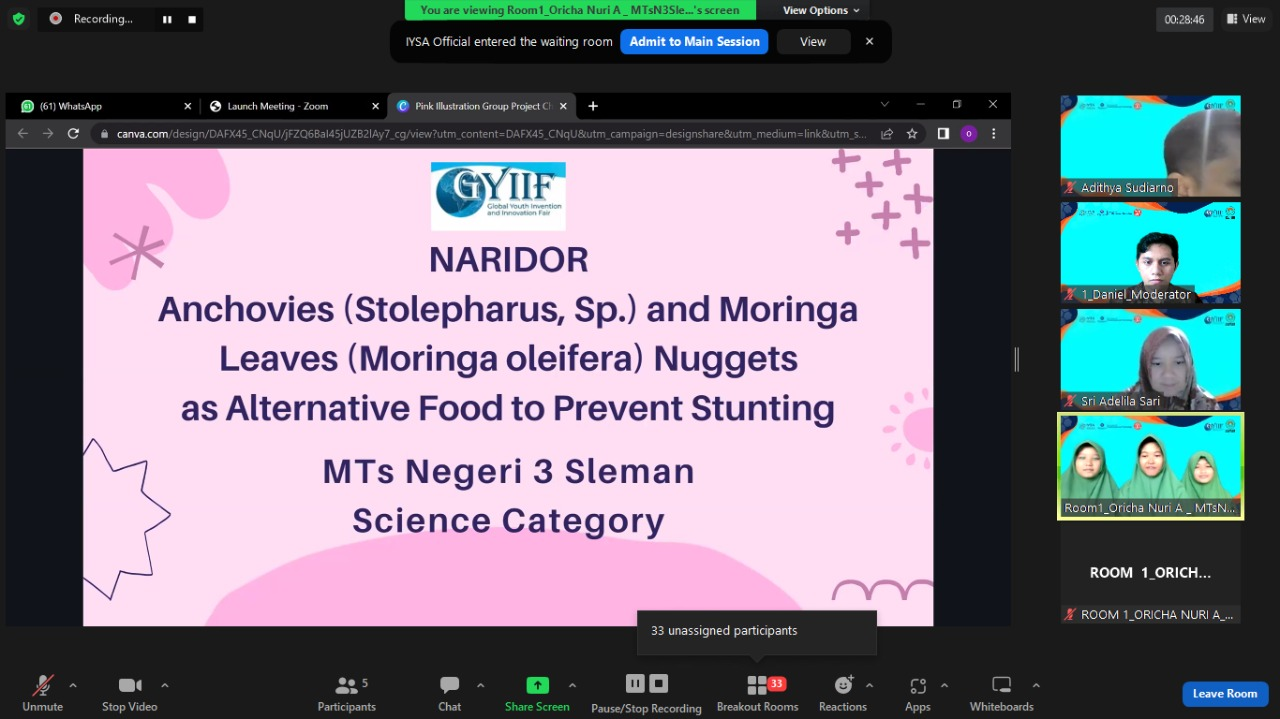 Recording...
You are viewing Room1_Oricha Nuri A _ MTsN3Sle...'s screen
View Options
IYSA Official entered the waiting room
Admit to Main Session
View
00:28:46
View
(61) WhatsApp
Launch Meeting - Zoom
Pink Illustration Group Project Ch
canva.com/design/DAFX45_CNqU/jFZQ6Bal45jUZB2lAy7_cg/view?utm_content=DAFX45_CNqU&utm_campaign=designshare&utm_medium=link&utm_s...
GYIIF
Global Youth Invention
and Innovation Fair
NARIDOR
Anchovies (Stolepharus, Sp.) and Moringa
Leaves (Moringa oleifera) Nuggets
as Alternative Food to Prevent Stunting
MTs Negeri 3 Sleman
Science Category
Adithya Sudiarno
1_Daniel_Moderator
Sri Adelila Sari
Room1_Oricha Nuri A _ MTsN...
ROOM 1_ORICH...
ROOM 1_ORICHA NURI A_...
33 unassigned participants
Unmute
Stop Video
5
Participants
Chat
Share Screen
Pause/Stop Recording
33
Breakout Rooms
Reactions
Apps
Whiteboards
Leave Room